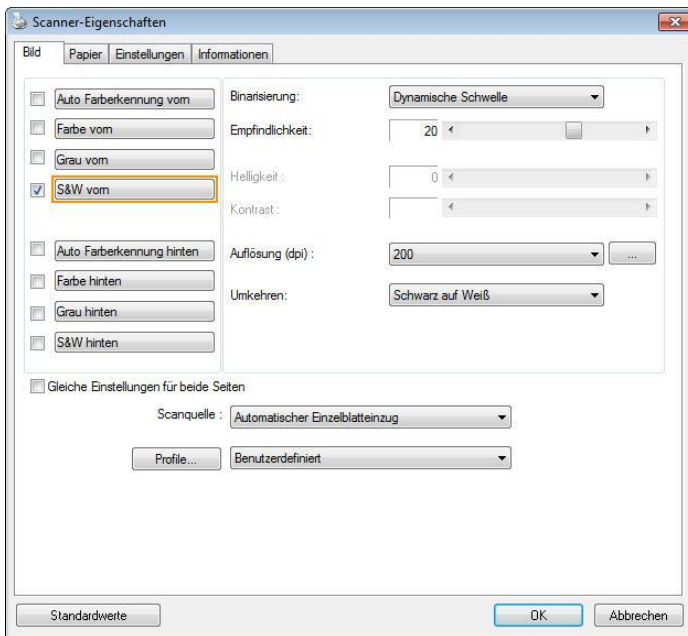 Scanner-Eigenschaften
Bild Papier Einstellungen Informationen
Auto Farberkennung vorn
Farbe vorn
Grau vorn
S&W vorn
Auto Farberkennung hinten
Farbe hinten
Grau hinten
S&W hinten
Binarisierung: Dynamische Schwelle
Empfindlichkeit: 20
Helligkeit : 0
Kontrast :
Auflösung (dpi) : 200 ...
Umkehren: Schwarz auf Weiß
Gleiche Einstellungen für beide Seiten
Scanquelle : Automatischer Einzelblatteinzug
Profile... Benutzerdefiniert
Standardwerte OK Abbrechen